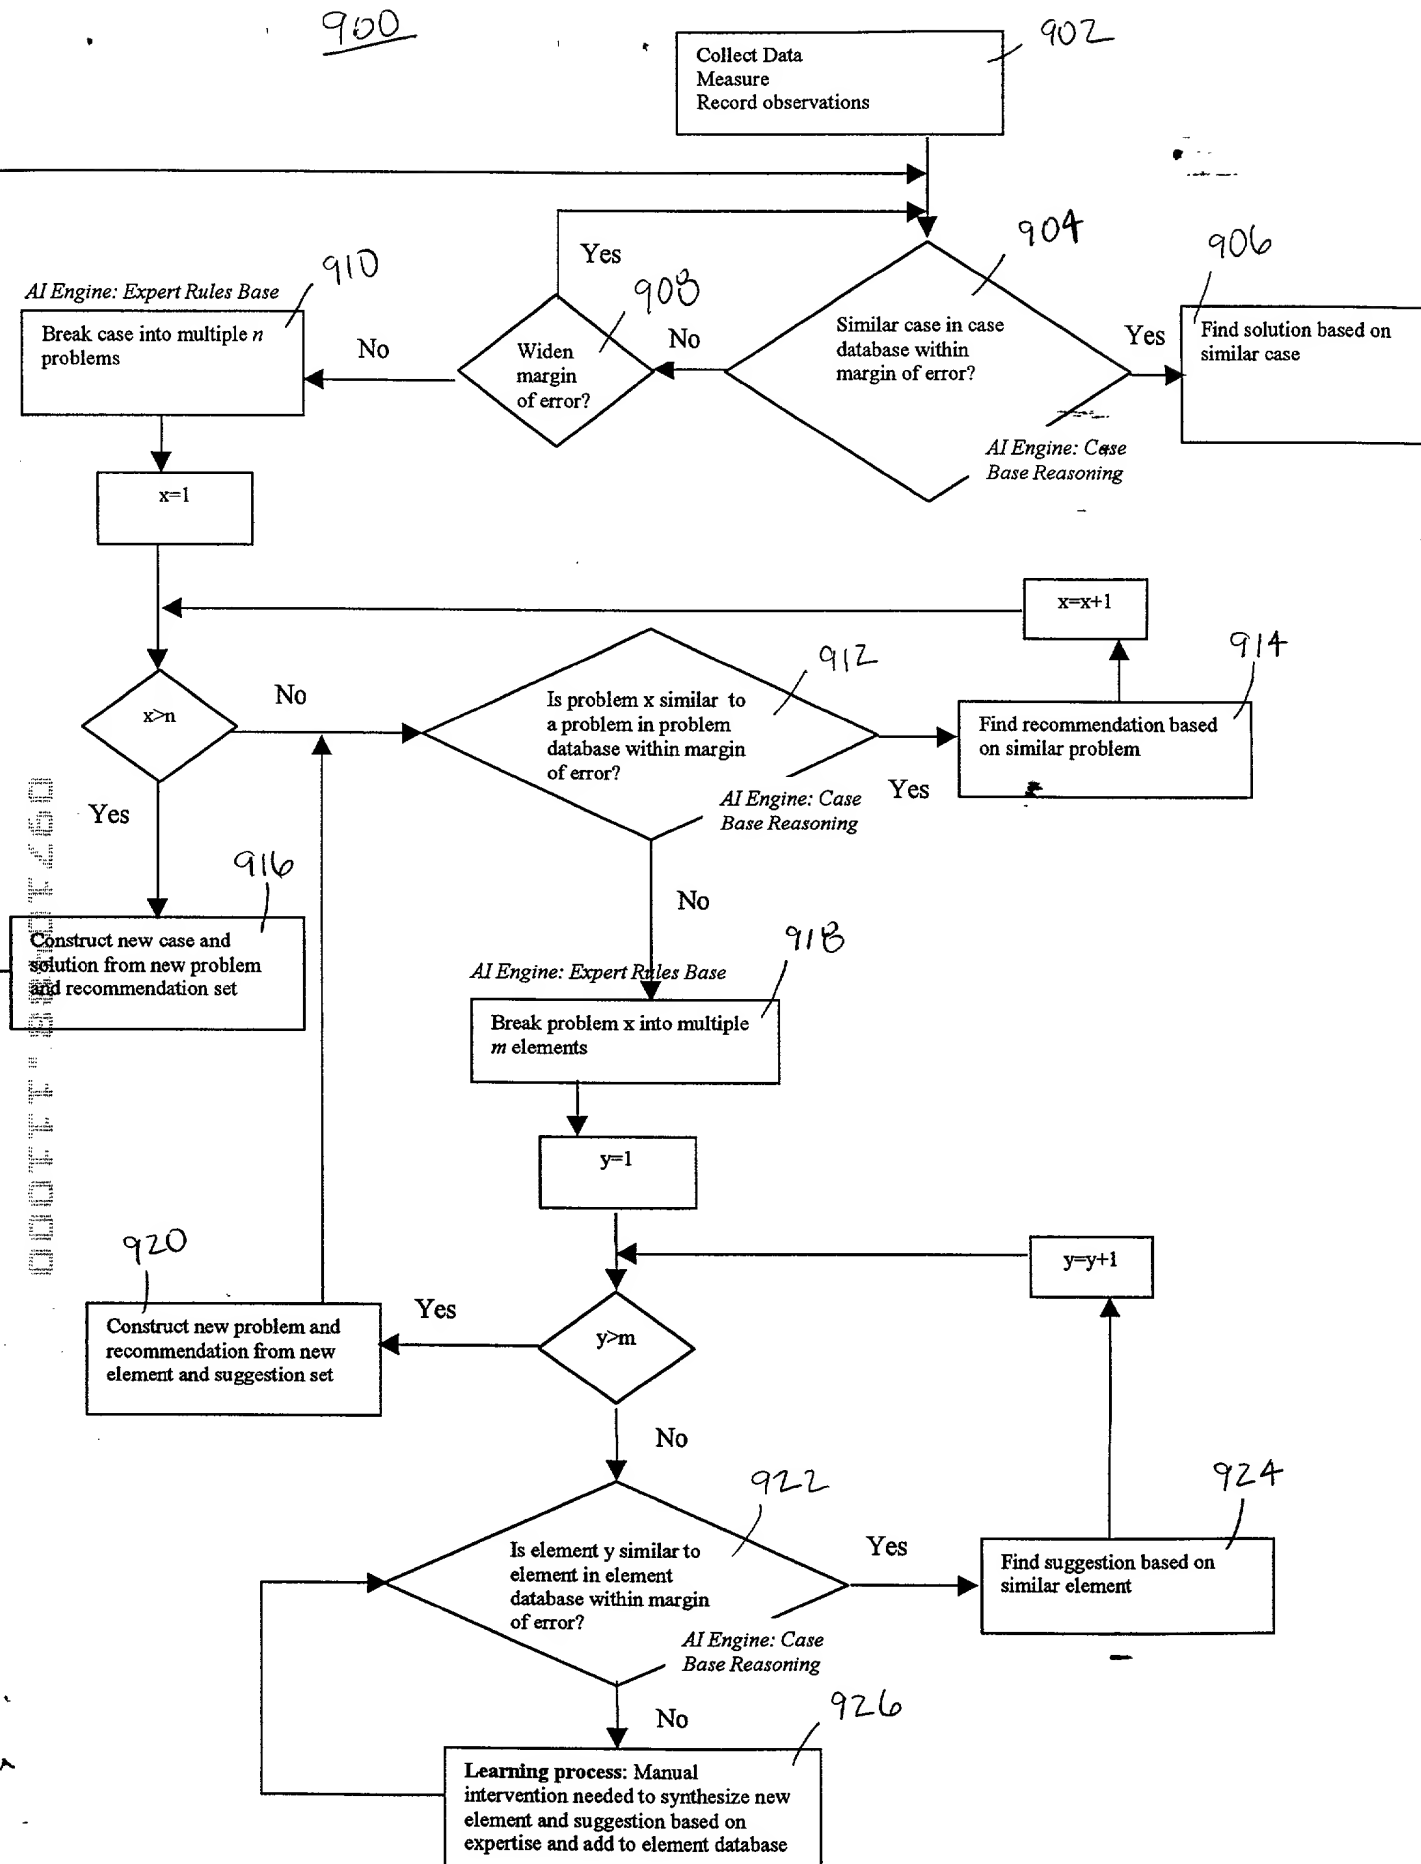 900
902
Collect Data
Measure
Record observations
904
906
910
908
Yes
AI Engine: Expert Rules Base
Break case into multiple n
problems
No
Widen
margin
of error?
No
Similar case in case
database within
margin of error?
Yes
Find solution based on
similar case
AI Engine: Case
Base Reasoning
x=1
x=x+1
912
914
x>n
No
Is problem x similar to
a problem in problem
database within margin
of error?
Find recommendation based
on similar problem
AI Engine: Case
Base Reasoning
Yes
Yes
916
No
Construct new case and
solution from new problem
and recommendation set
918
AI Engine: Expert Rules Base
Break problem x into multiple
m elements
y=1
920
y=y+1
Yes
Construct new problem and
recommendation from new
element and suggestion set
y>m
No
922
924
Is element y similar to
element in element
database within margin
of error?
Yes
Find suggestion based on
similar element
AI Engine: Case
Base Reasoning
926
No
Learning process: Manual
intervention needed to synthesize new
element and suggestion based on
expertise and add to element database